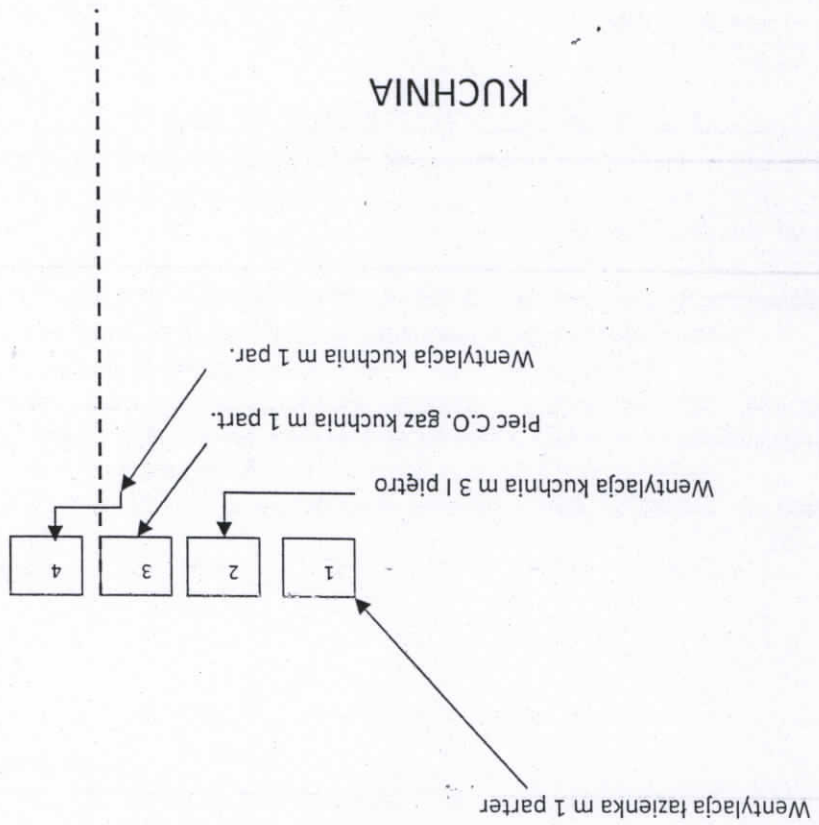 Wentylacja łazienka m 1 parter
1 2 3 4
Wentylacja kuchnia m 3 I piętro
Piec C.O. gaz kuchnia m 1 part.
Wentylacja kuchnia m 1 par.
KUCHNIA